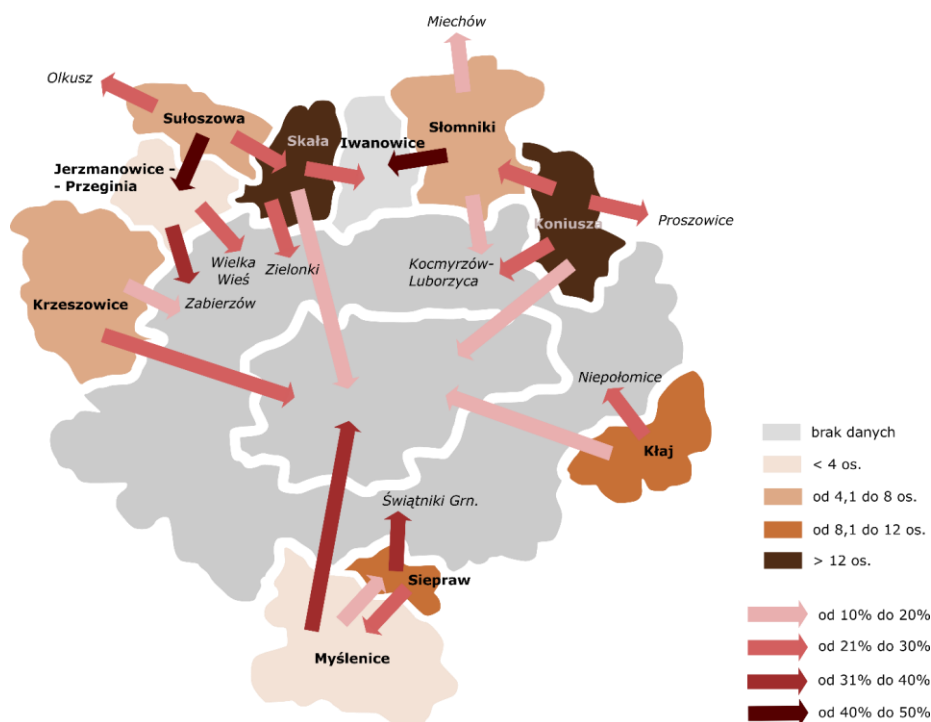 Miechów
Olkusz
Sułoszowa
Skała
Iwanowice
Słomniki
Jerzmanowice -
- Przeginia
Koniusza
Proszowice
Wielka
Wieś
Zielonki
Kocmyrzów-
Luborzyca
Krzeszowice
Zabierzów
Niepołomice
Kłaj
Świątniki Grn.
Siepraw
Myślenice
brak danych
< 4 os.
od 4,1 do 8 os.
od 8,1 do 12 os.
> 12 os.
od 10% do 20%
od 21% do 30%
od 31% do 40%
od 40% do 50%